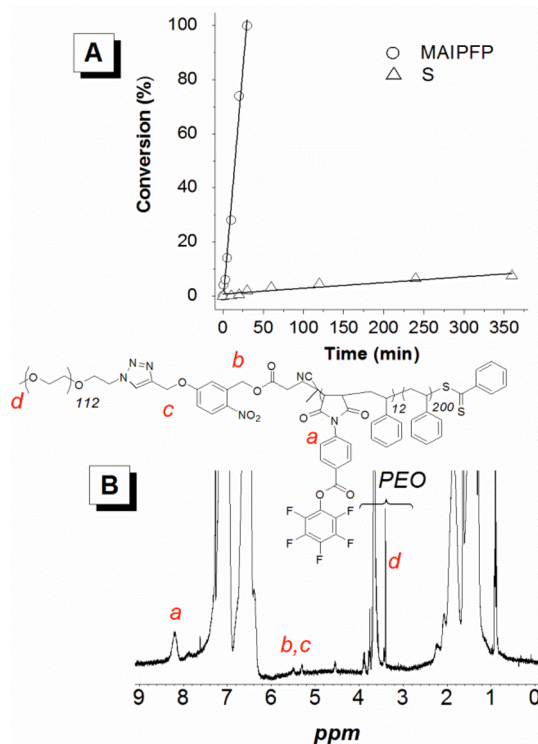 A
100
80
60
40
20
0
Conversion (%)
MAIPFP
S
0 50 100 150 200 250 300 350
Time (min)
d
O
O
112
N
N=N
c
O
NO₂
b
O
O
NC
12
200
S
S
O
N
O
a
O
O
F
F
F
F
F
B
PEO
d
a
b,c
9 8 7 6 5 4 3 2 1 0
ppm